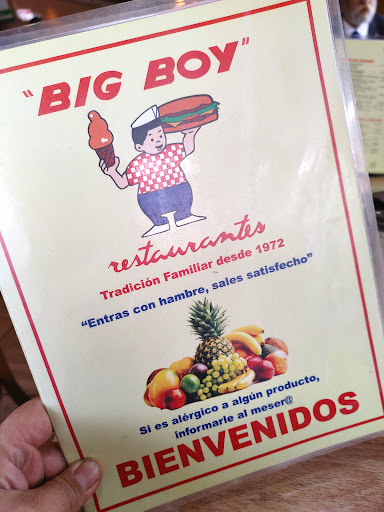 "BIG BOY"
restaurantes
Tradición Familiar desde 1972
"Entras con hambre, sales satisfecho"
Si es alérgico a algún producto,
informarle al meser@
BIENVENIDOS